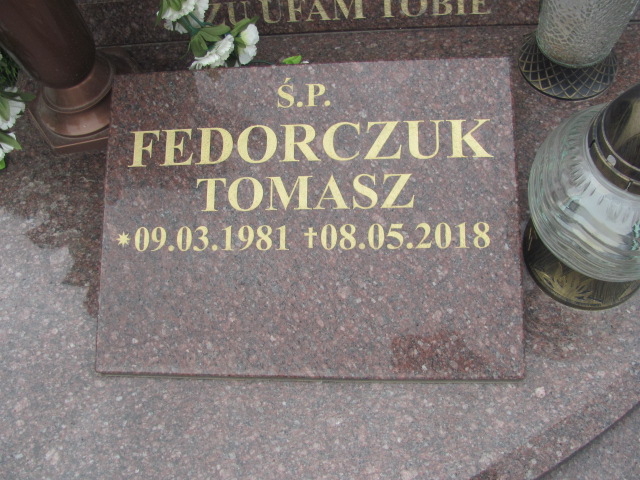 UFAM TOBIE
Ś.P.
FEDORCZUK
TOMASZ
*09.03.1981 †08.05.2018